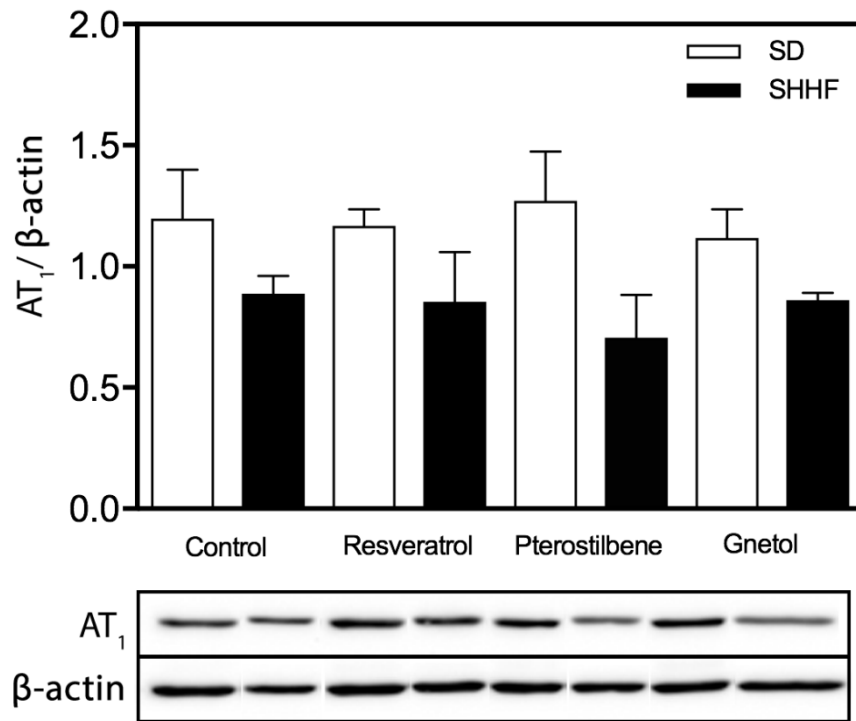 2.0
1.5
1.0
0.5
0.0
AT₁/ β-actin
SD
SHHF
Control Resveratrol Pterostilbene Gnetol
AT₁
β-actin